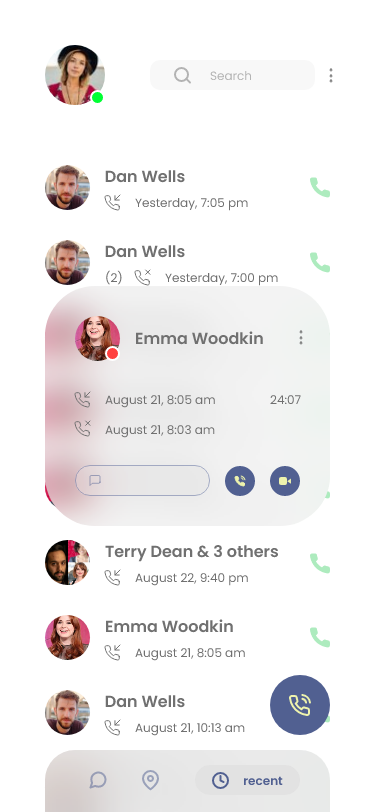 Search
Dan Wells
Yesterday, 7:05 pm
Dan Wells
(2) Yesterday, 7:00 pm
Emma Woodkin
August 21, 8:05 am 24:07
August 21, 8:03 am
Terry Dean & 3 others
August 22, 9:40 pm
Emma Woodkin
August 21, 8:05 am
Dan Wells
August 21, 10:13 am
recent